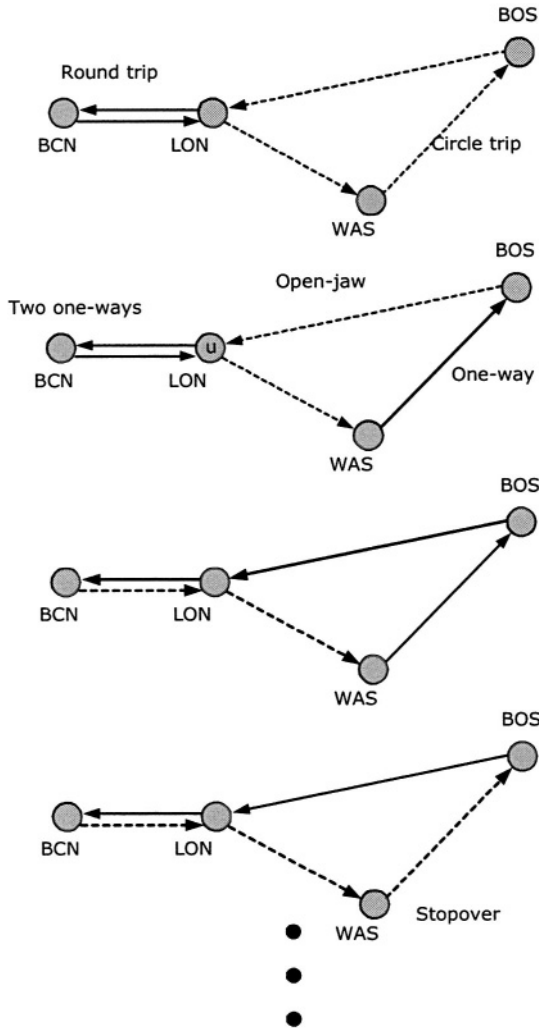 BOS
Round trip
BCN
LON
Circle trip
WAS
BOS
Open-jaw
Two one-ways
u
BCN
LON
One-way
WAS
BOS
BCN
LON
WAS
BOS
BCN
LON
Stopover
WAS